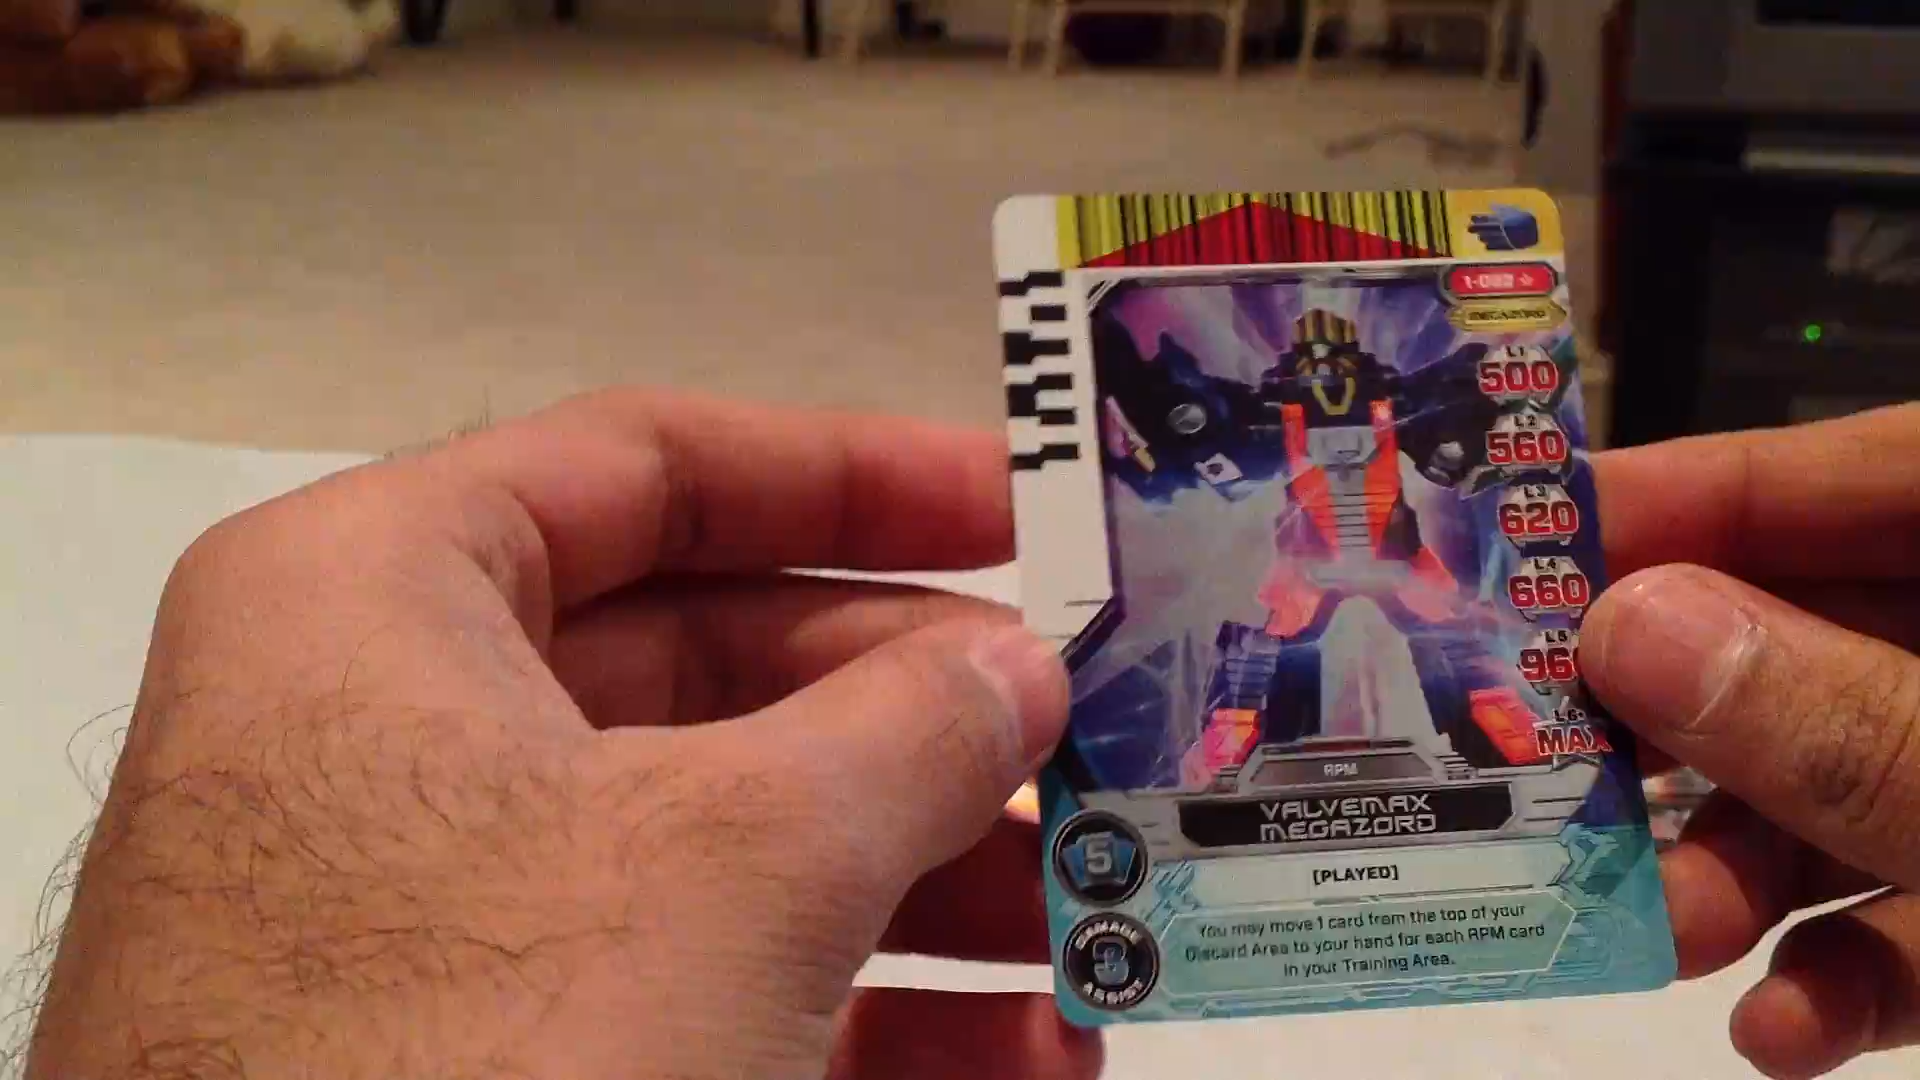 MEGAZORD
L1
500
L2
560
L3
620
L4
660
L5
L6+
MAX
RPM
VALVEMAX
MEGAZORD
5
[PLAYED]
You may move 1 card from the top of your
Discard Area to your hand for each RPM card
in your Training Area.
DAMAGE
3
ASSIST